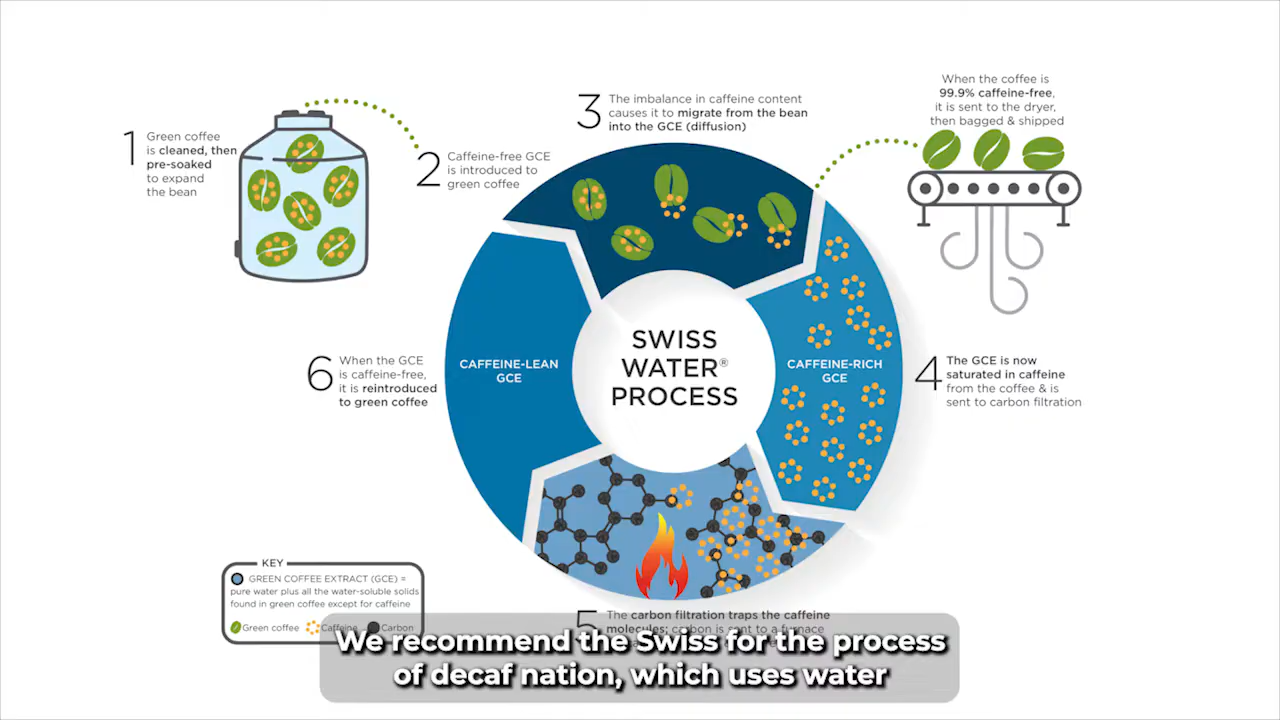 1
Green coffee
is cleaned, then
pre-soaked
to expand
the bean
2
Caffeine-free GCE
is introduced to
green coffee
3
The imbalance in caffeine content
causes it to migrate from the bean
into the GCE (diffusion)
When the coffee is
99.9% caffeine-free,
it is sent to the dryer,
then bagged & shipped
6
When the GCE
is caffeine-free,
it is reintroduced
to green coffee
CAFFEINE-LEAN
GCE
SWISS
WATER®
PROCESS
CAFFEINE-RICH
GCE
4
The GCE is now
saturated in caffeine
from the coffee & is
sent to carbon filtration
KEY
GREEN COFFEE EXTRACT (GCE) =
pure water plus all the water-soluble solids
found in green coffee except for caffeine
Green coffee Caffeine Carbon
5
The carbon filtration traps the caffeine
molecules; carbon is sent to a furnace
We recommend the Swiss for the process
of decaf nation, which uses water